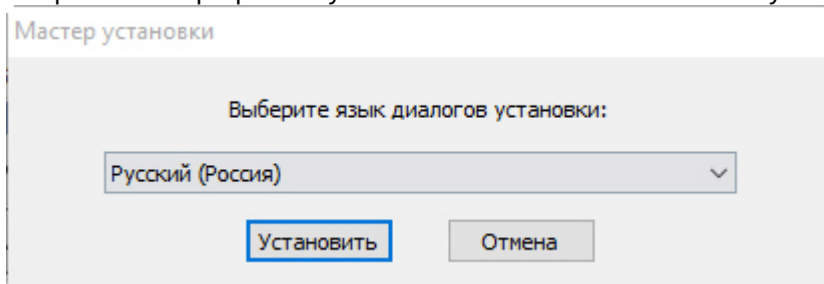 Мастер установки
Выберите язык диалогов установки:
Русский (Россия)
Установить
Отмена